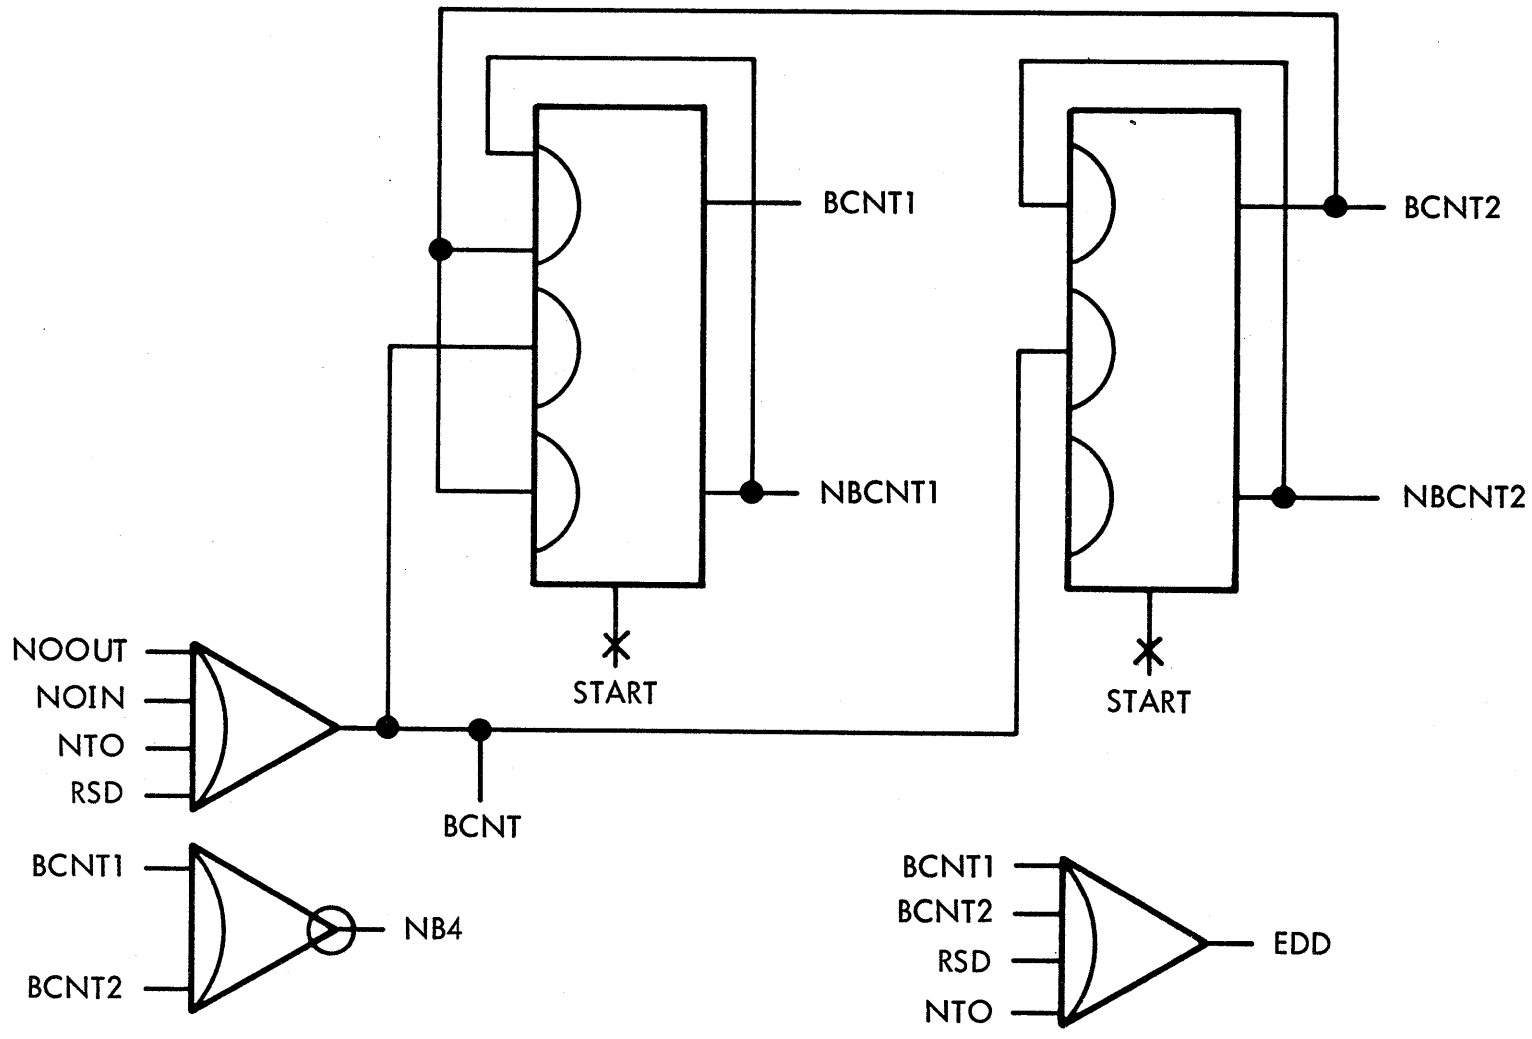 BCNT1
BCNT2
NBCNT1
NBCNT2
START
START
NOOUT
NOIN
NTO
RSD
BCNT
BCNT1
BCNT2
NB4
BCNT1
BCNT2
RSD
NTO
EDD